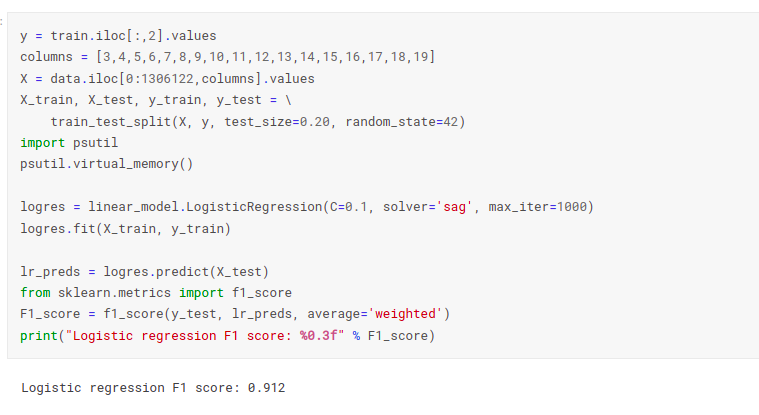 y = train.iloc[:,2].values
columns = [3,4,5,6,7,8,9,10,11,12,13,14,15,16,17,18,19]
X = data.iloc[0:1306122,columns].values
X_train, X_test, y_train, y_test = \
    train_test_split(X, y, test_size=0.20, random_state=42)
import psutil
psutil.virtual_memory()

logres = linear_model.LogisticRegression(C=0.1, solver='sag', max_iter=1000)
logres.fit(X_train, y_train)

lr_preds = logres.predict(X_test)
from sklearn.metrics import f1_score
F1_score = f1_score(y_test, lr_preds, average='weighted')
print("Logistic regression F1 score: %0.3f" % F1_score)

Logistic regression F1 score: 0.912